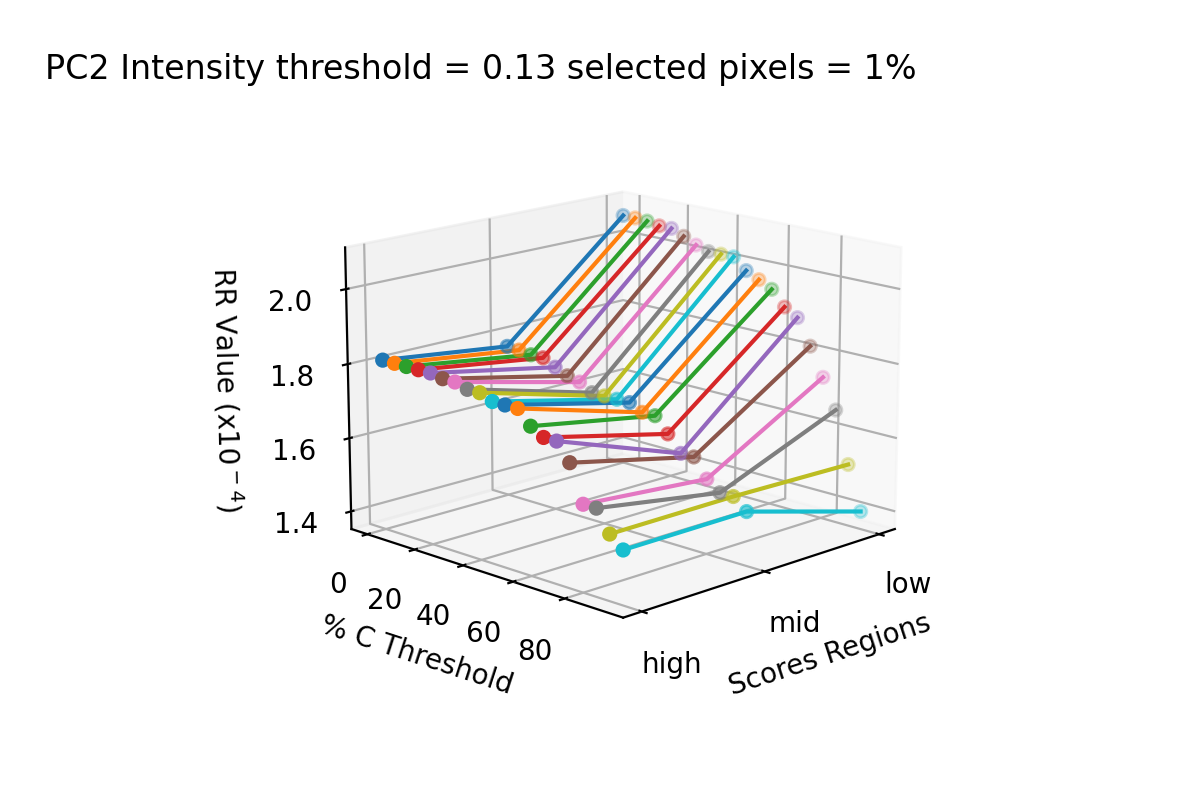 PC2 Intensity threshold = 0.13 selected pixels = 1%
RR Value (x10⁻⁴)
2.0
1.8
1.6
1.4
0
20
40
60
80
% C Threshold
high
mid
low
Scores Regions